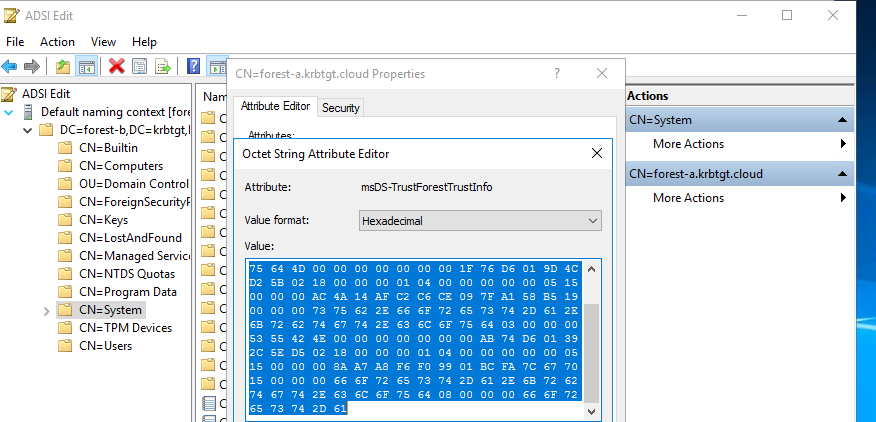 ADSI Edit
File Action View Help
ADSI Edit
Default naming context [fore
DC=forest-b,DC=krbtgt,
CN=Builtin
CN=Computers
OU=Domain Control
CN=ForeignSecurityP
CN=Keys
CN=LostAndFound
CN=Managed Service
CN=NTDS Quotas
CN=Program Data
CN=System
CN=TPM Devices
CN=Users
CN=forest-a.krbtgt.cloud Properties
Attribute Editor Security
Attributes:
Octet String Attribute Editor
Attribute: msDS-TrustForestTrustInfo
Value format: Hexadecimal
Value:
75 64 4D 00 00 00 00 00 00 00 1F 76 D6 01 9D 4C
D2 5B 02 18 00 00 00 01 04 00 00 00 00 00 05 15
00 00 00 AC 4A 14 AF C2 C6 CE 09 7F A1 58 B5 19
00 00 00 73 75 62 2E 66 6F 72 65 73 74 2D 61 2E
6B 72 62 74 67 74 2E 63 6C 6F 75 64 03 00 00 00
53 55 42 4E 00 00 00 00 00 00 00 AB 74 D6 01 39
2C 5E D5 02 18 00 00 00 01 04 00 00 00 00 00 05
15 00 00 00 8A A7 A8 F6 F0 99 01 BC FA 7C 67 70
15 00 00 00 66 6F 72 65 73 74 2D 61 2E 6B 72 62
74 67 74 2E 63 6C 6F 75 64 08 00 00 00 66 6F 72
65 73 74 2D 61
Actions
CN=System
More Actions
CN=forest-a.krbtgt.cloud
More Actions